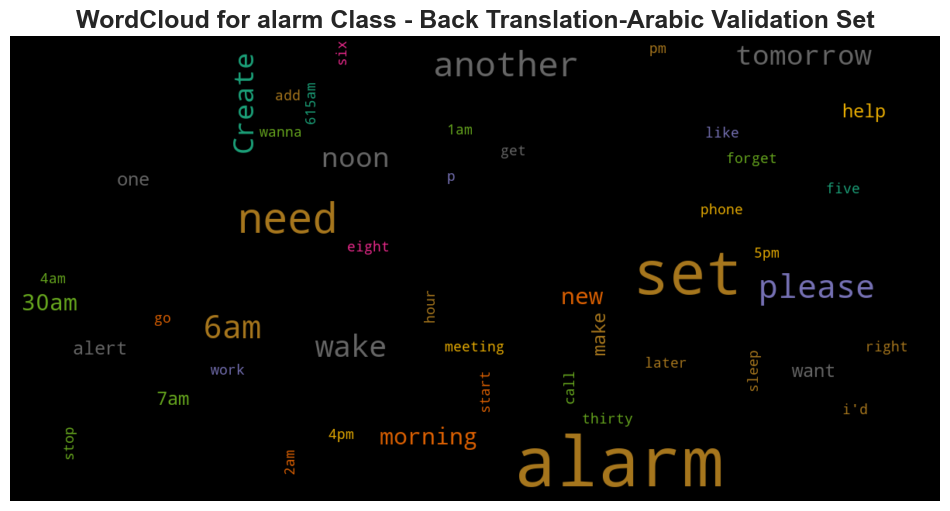 WordCloud for alarm Class - Back Translation-Arabic Validation Set
six
pm
tomorrow
another
Create
add
615am
help
wanna
1am
like
noon
get
forget
one
p
five
need
phone
eight
set
5pm
4am
please
30am
hour
new
go
6am
make
wake
alert
meeting
later
sleep
right
work
want
start
call
7am
i'd
thirty
stop
4pm
morning
2am
alarm